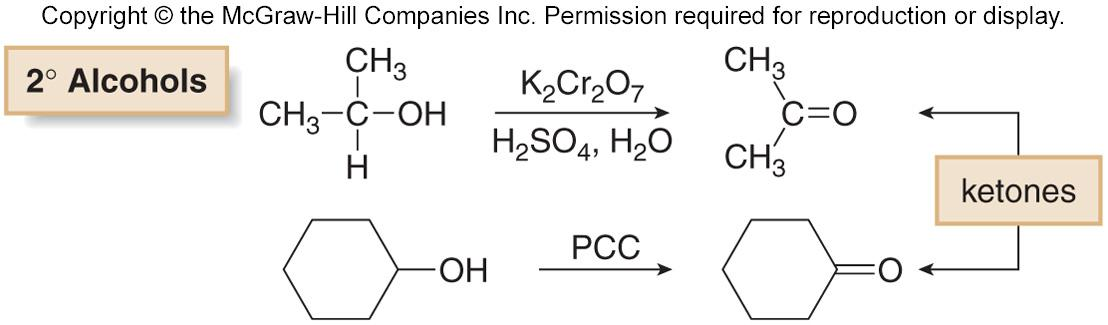 Copyright © the McGraw-Hill Companies Inc. Permission required for reproduction or display.
2° Alcohols
CH₃
CH₃–C–OH
H
K₂Cr₂O₇
H₂SO₄, H₂O
CH₃
C=O
CH₃
ketones
OH
PCC
O